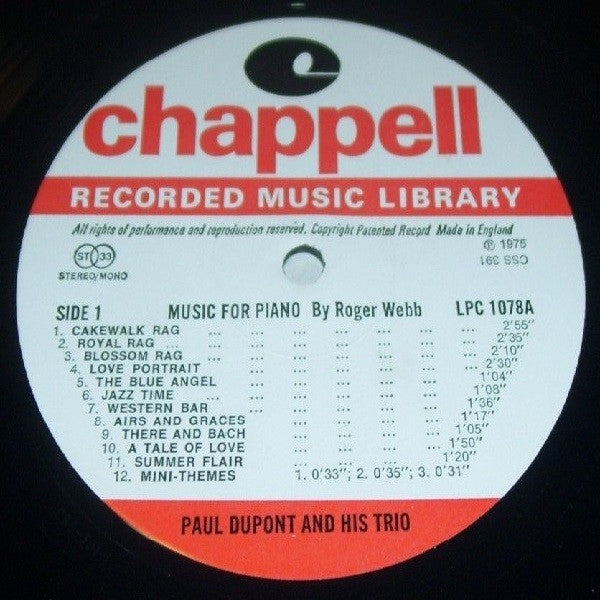 chappell
RECORDED MUSIC LIBRARY
All rights of performance and reproduction reserved. Copyright Patented Record Made in England
℗ 1975
CSS 391
ST 33
STEREO/MONO
SIDE 1 MUSIC FOR PIANO By Roger Webb LPC 1078A
1. CAKEWALK RAG ... ... ... ... ... 2'55"
2. ROYAL RAG ... ... ... ... ... ... 2'35"
3. BLOSSOM RAG ... ... ... ... ... 2'10"
4. LOVE PORTRAIT ... ... ... ... ... 2'30"
5. THE BLUE ANGEL ... ... ... ... 1'04"
6. JAZZ TIME ... ... ... ... ... ... 1'08"
7. WESTERN BAR ... ... ... ... ... 1'36"
8. AIRS AND GRACES ... ... ... ... 1'17"
9. THERE AND BACH ... ... ... ... 1'05"
10. A TALE OF LOVE ... ... ... ... 1'50"
11. SUMMER FLAIR ... ... ... ... 1'20"
12. MINI-THEMES 1. 0'33"; 2. 0'35"; 3. 0'31"
PAUL DUPONT AND HIS TRIO